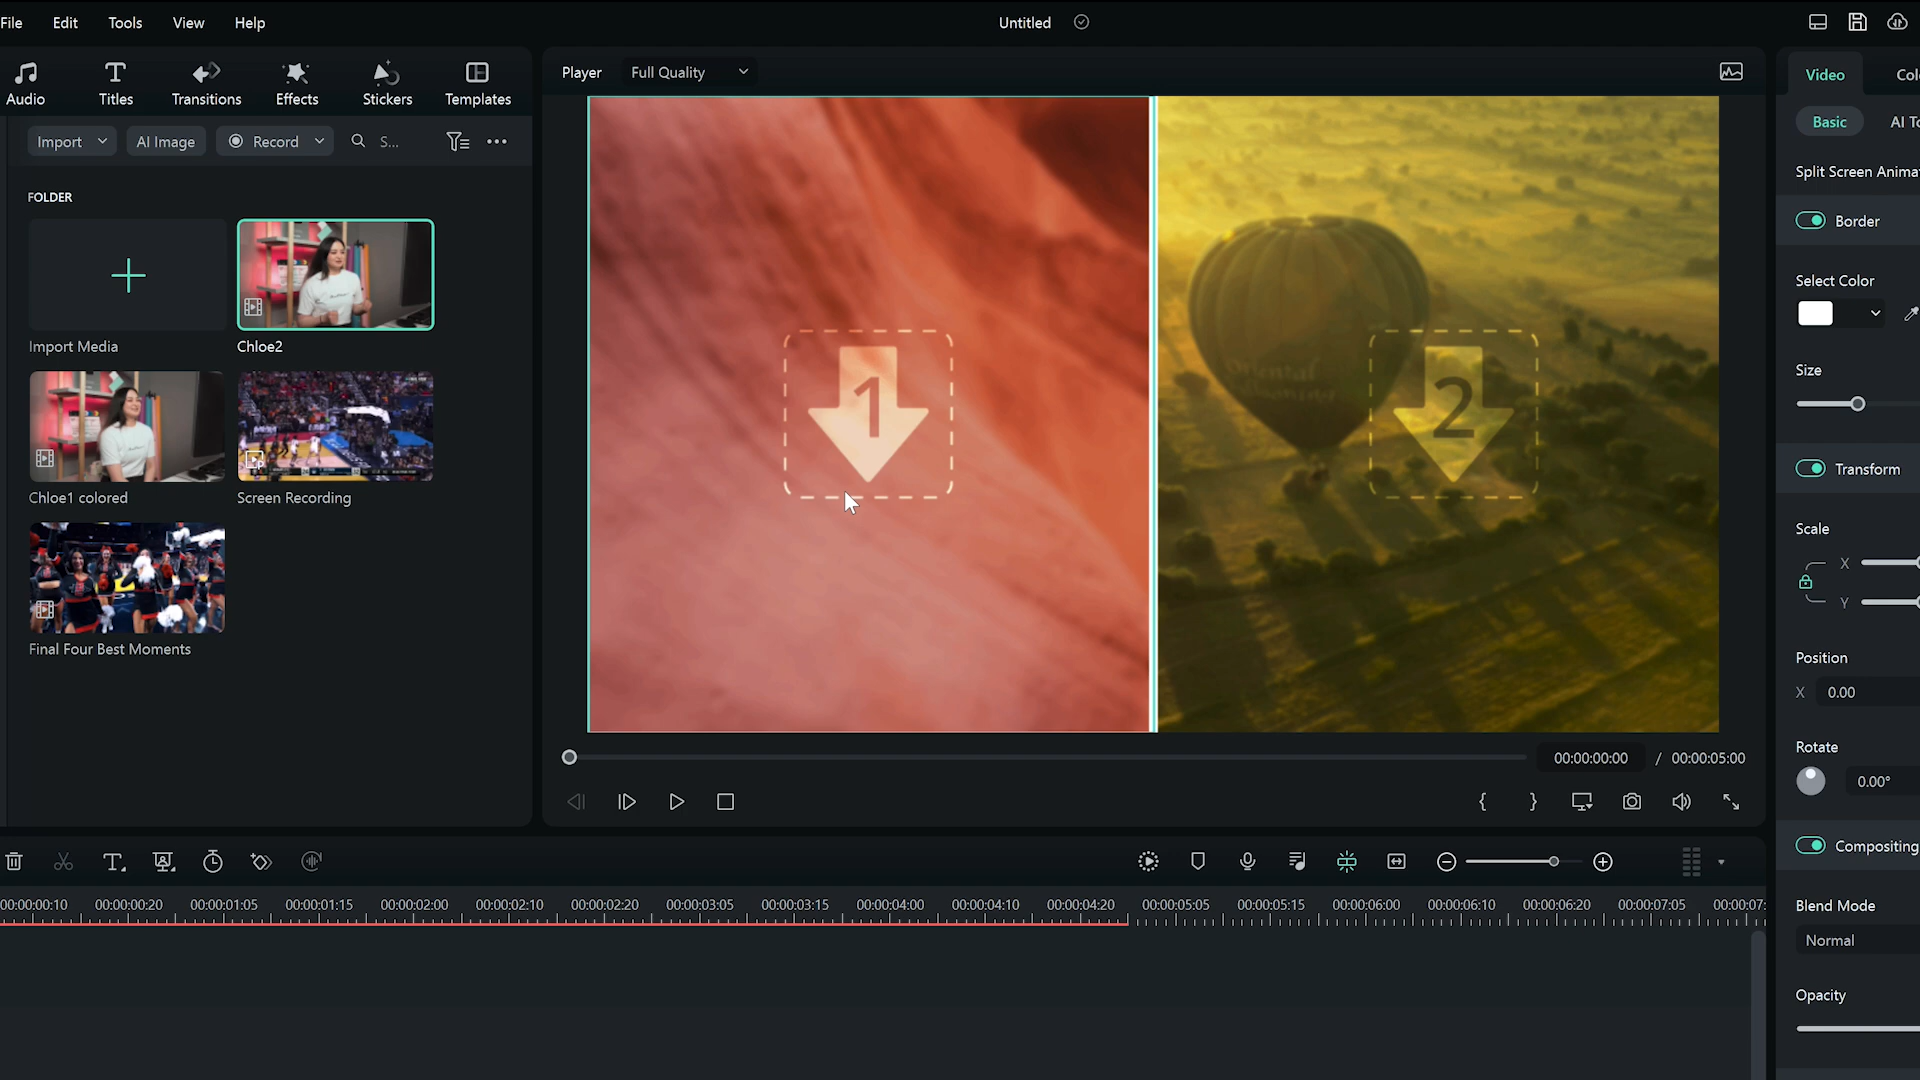 File Edit Tools View Help
Untitled
Audio
Titles
Transitions
Effects
Stickers
Templates
Import
AI Image
Record
S...
FOLDER
Import Media
Chloe2
Chloe1 colored
Screen Recording
Final Four Best Moments
Player Full Quality
1
2
00:00:00:00 / 00:00:05:00
{ }
00:00:00:10 00:00:00:20 00:00:01:05 00:00:01:15 00:00:02:00 00:00:02:10 00:00:02:20 00:00:03:05 00:00:03:15 00:00:04:00 00:00:04:10 00:00:04:20 00:00:05:05 00:00:05:15 00:00:06:00 00:00:06:10 00:00:06:20 00:00:07:05 00:00:07:
Video Col
Basic AI To
Split Screen Animat
Border
Select Color
Size
Transform
Scale
X
Y
Position
X 0.00
Rotate
0.00°
Compositing
Blend Mode
Normal
Opacity